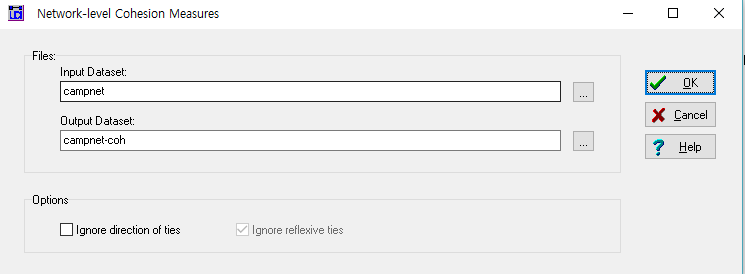 Network-level Cohesion Measures
Files:
Input Dataset:
campnet
...
OK
Output Dataset:
campnet-coh
...
Cancel
Help
Options
Ignore direction of ties
Ignore reflexive ties